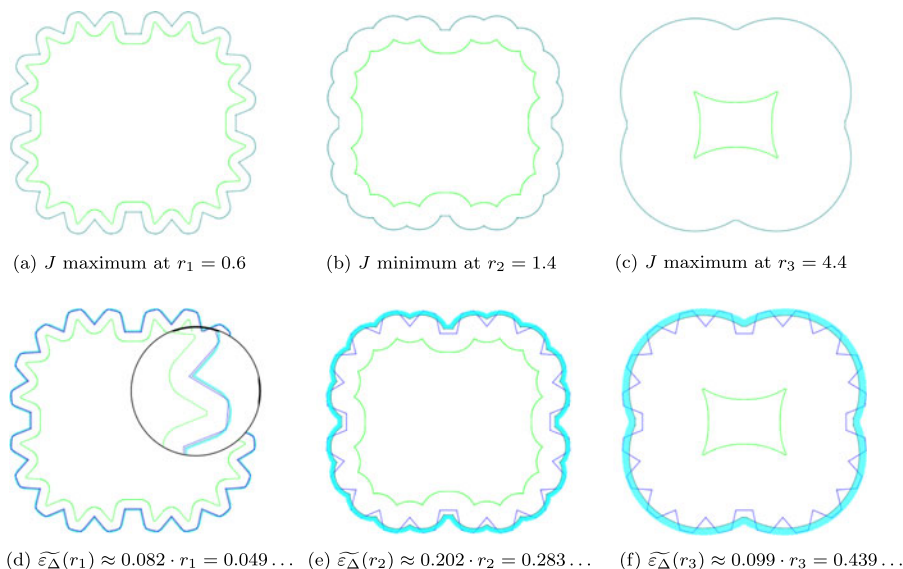 (a) J maximum at r₁ = 0.6
(b) J minimum at r₂ = 1.4
(c) J maximum at r₃ = 4.4
(d) ε̃_Δ(r₁) ≈ 0.082 · r₁ = 0.049 . . .
(e) ε̃_Δ(r₂) ≈ 0.202 · r₂ = 0.283 . . .
(f) ε̃_Δ(r₃) ≈ 0.099 · r₃ = 0.439 . . .